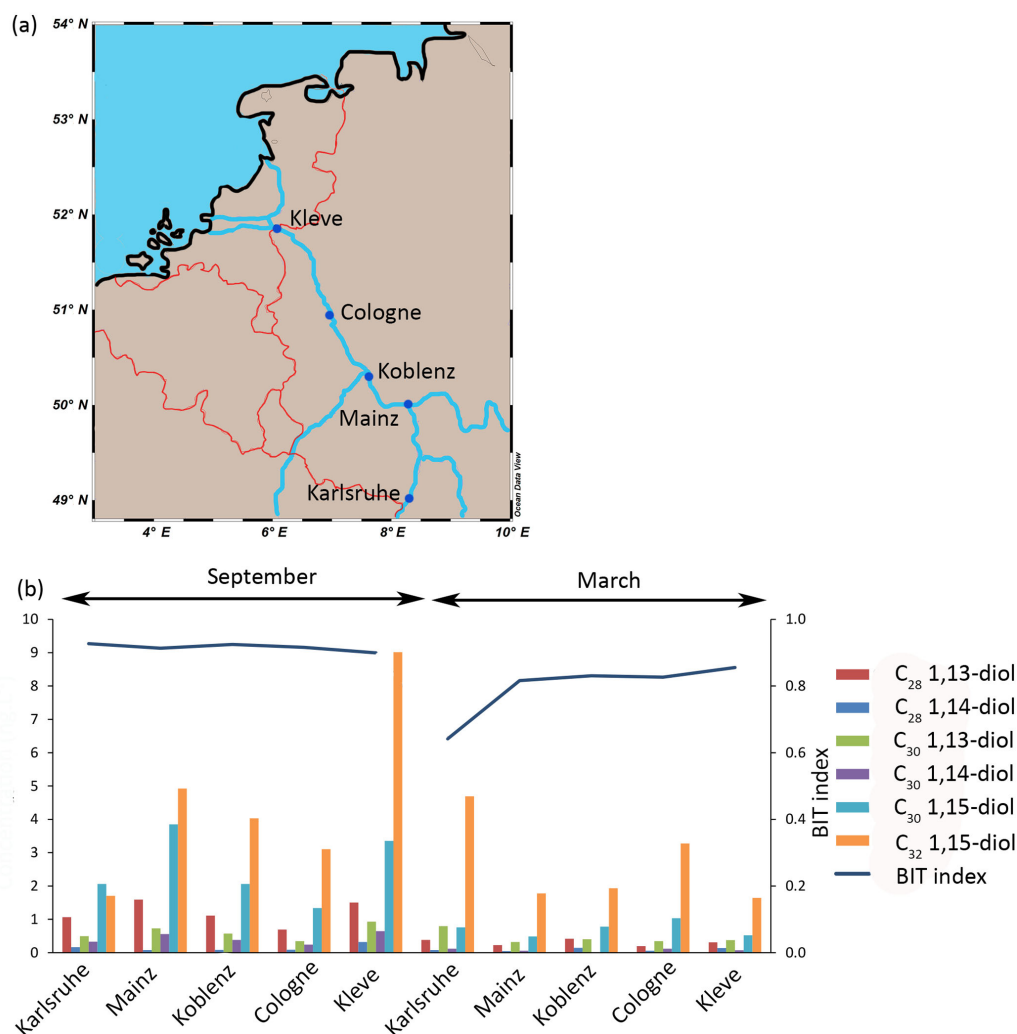 (a)
54° N
53° N
52° N
51° N
50° N
49° N
Kleve
Cologne
Koblenz
Mainz
Karlsruhe
4° E 6° E 8° E 10° E
Ocean Data View
(b)
September March
10 1.0
9
8 0.8
7
6 0.6
5
4 0.4
3
2 0.2
1
0 0.0
BIT index
Karlsruhe Mainz Koblenz Cologne Kleve Karlsruhe Mainz Koblenz Cologne Kleve
C28 1,13-diol
C28 1,14-diol
C30 1,13-diol
C30 1,14-diol
C30 1,15-diol
C32 1,15-diol
BIT index